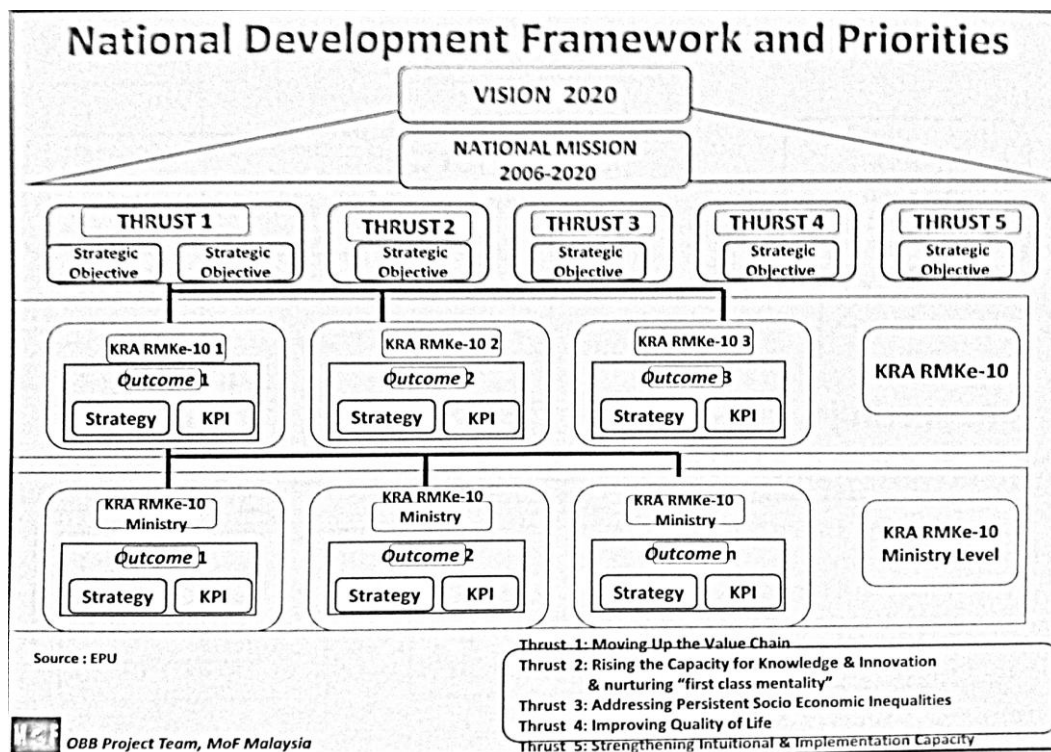 National Development Framework and Priorities
VISION 2020
NATIONAL MISSION
2006-2020
THRUST 1
Strategic
Objective
Strategic
Objective
THRUST 2
Strategic
Objective
THRUST 3
Strategic
Objective
THURST 4
Strategic
Objective
THRUST 5
Strategic
Objective
KRA RMKe-10 1
Outcome 1
Strategy
KPI
KRA RMKe-10 2
Outcome 2
Strategy
KPI
KRA RMKe-10 3
Outcome 3
Strategy
KPI
KRA RMKe-10
KRA RMKe-10
Ministry
Outcome 1
Strategy
KPI
KRA RMKe-10
Ministry
Outcome 2
Strategy
KPI
KRA RMKe-10
Ministry
Outcome n
Strategy
KPI
KRA RMKe-10
Ministry Level
Source : EPU
Thrust 1: Moving Up the Value Chain
Thrust 2: Rising the Capacity for Knowledge & Innovation
& nurturing "first class mentality"
Thrust 3: Addressing Persistent Socio Economic Inequalities
Thrust 4: Improving Quality of Life
Thrust 5: Strengthening Intuitional & Implementation Capacity
OBB Project Team, MoF Malaysia